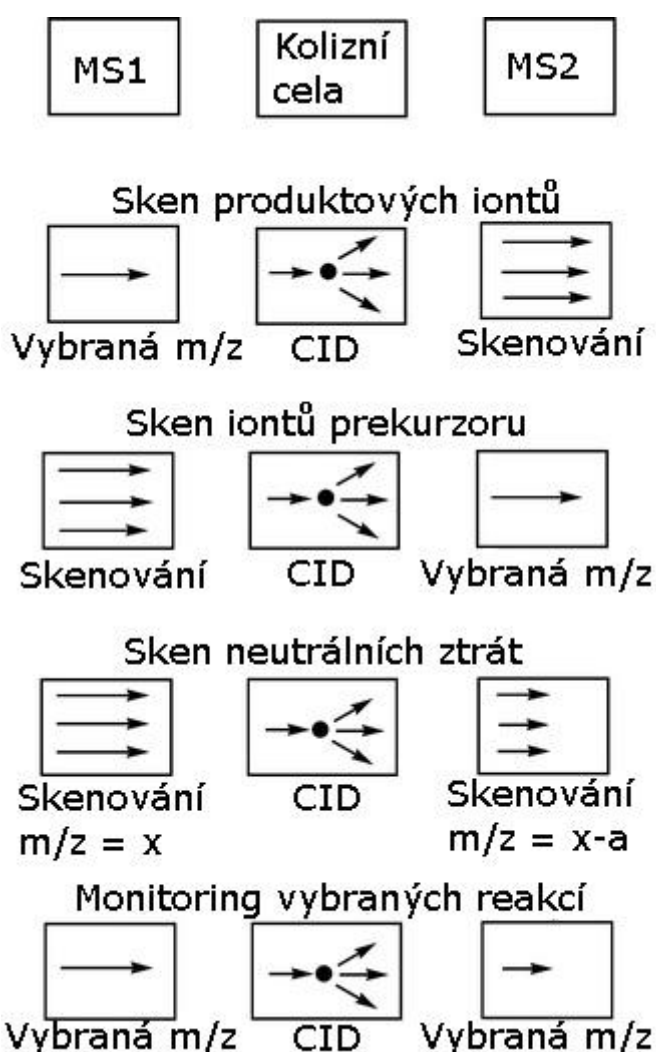 MS1
Kolizní
cela
MS2
Sken produktových iontů
Vybraná m/z
CID
Skenování
Sken iontů prekurzoru
Skenování
CID
Vybraná m/z
Sken neutrálních ztrát
Skenování
m/z = x
CID
Skenování
m/z = x-a
Monitoring vybraných reakcí
Vybraná m/z
CID
Vybraná m/z